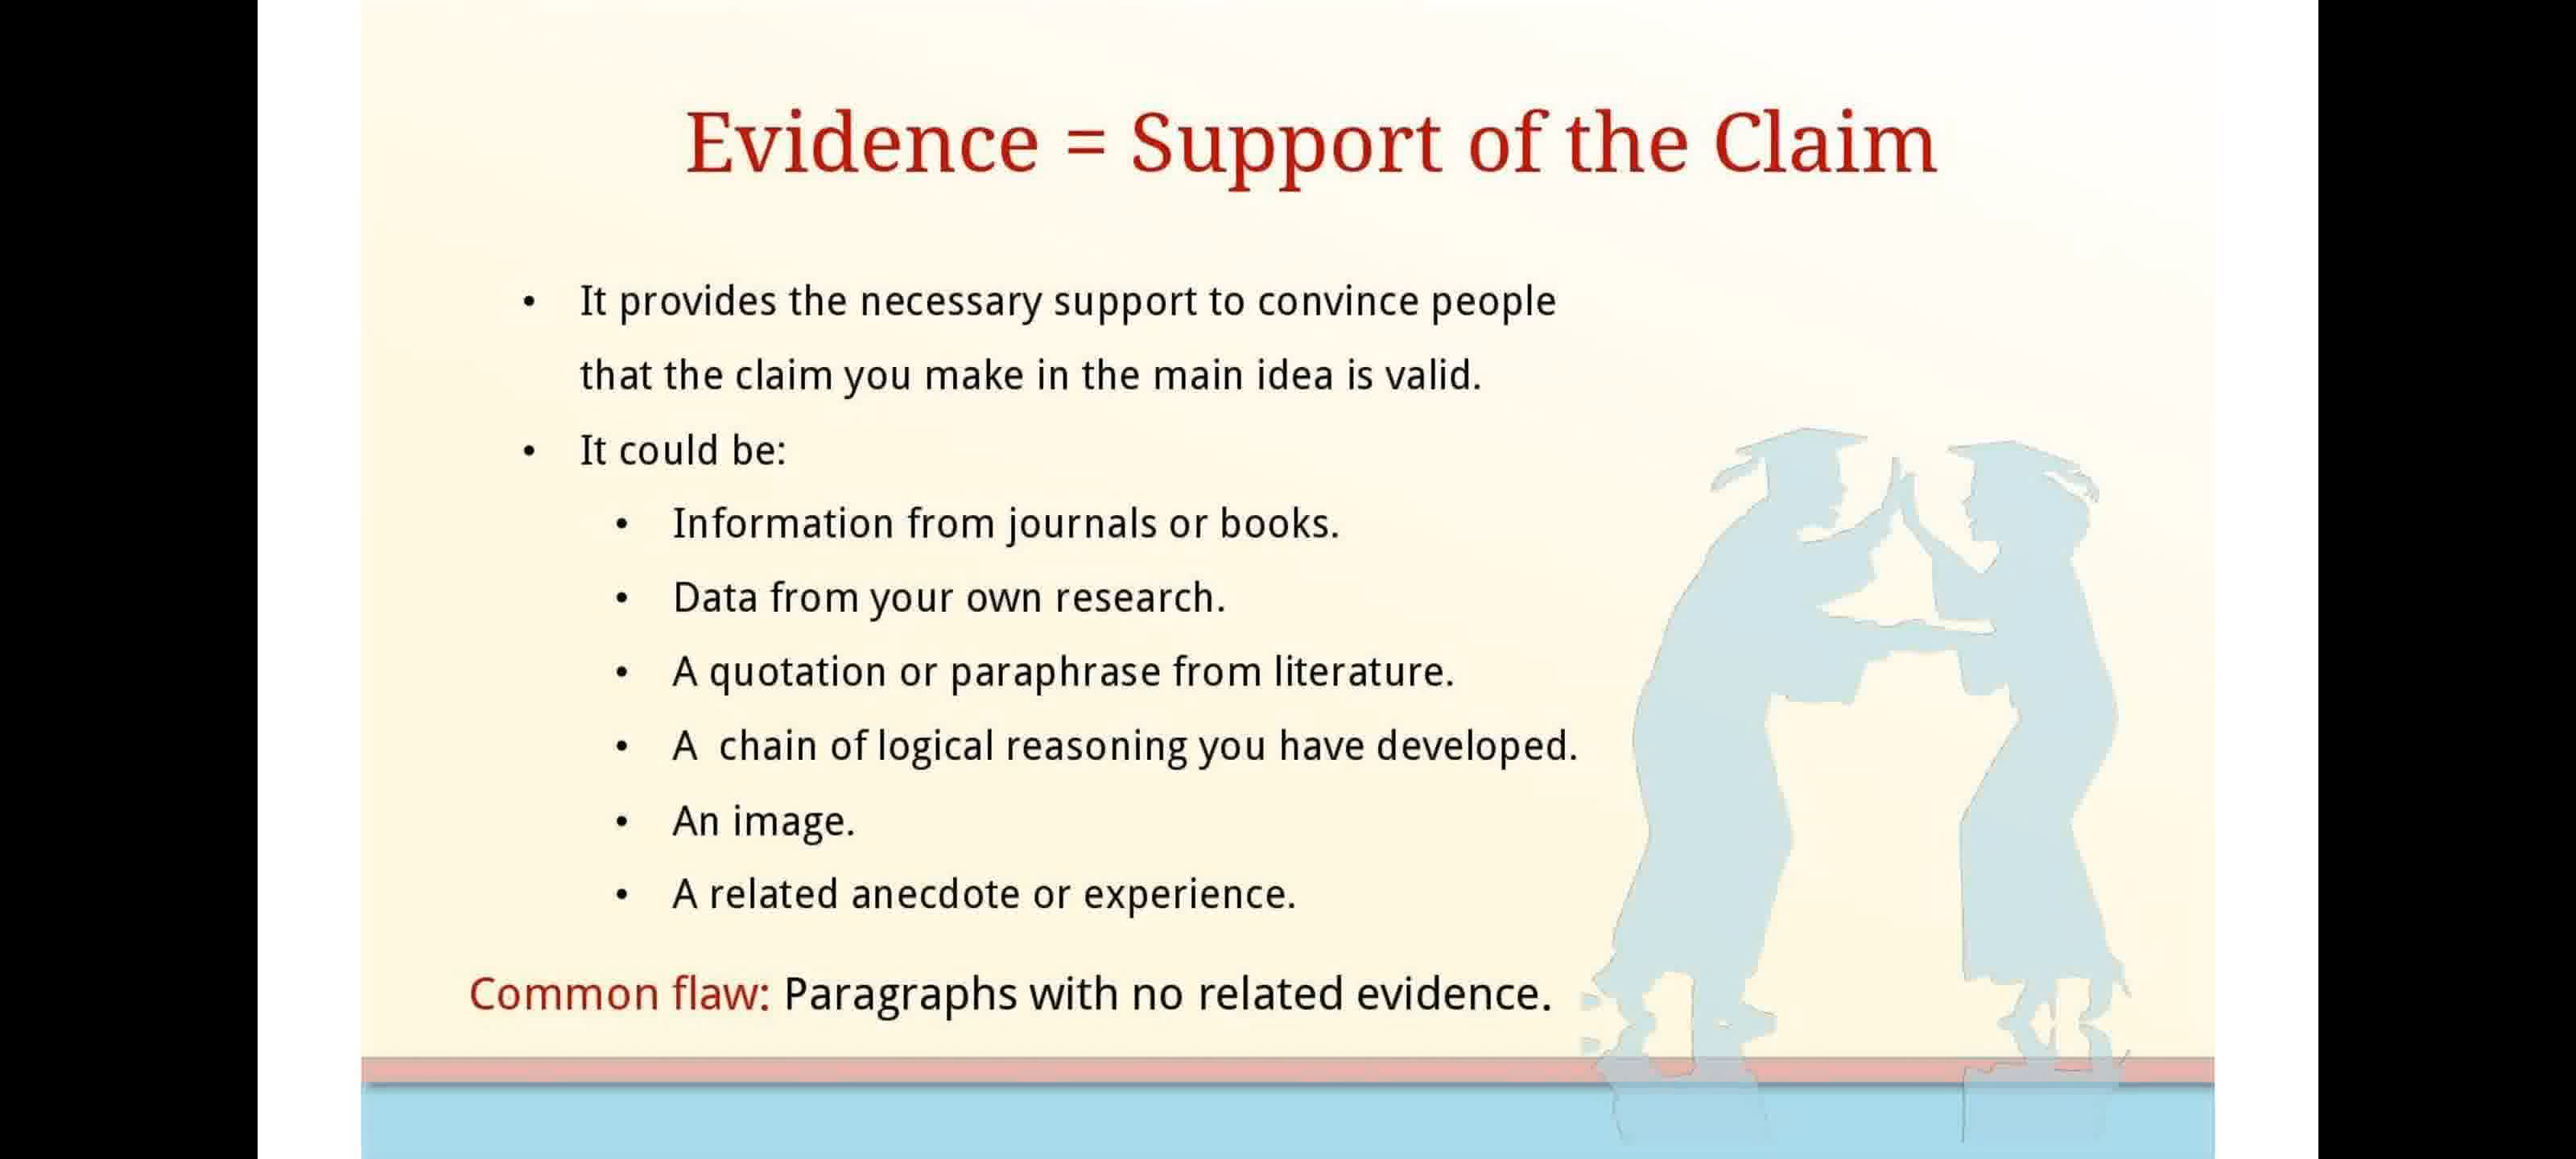 Evidence = Support of the Claim
• It provides the necessary support to convince people
that the claim you make in the main idea is valid.
• It could be:
• Information from journals or books.
• Data from your own research.
• A quotation or paraphrase from literature.
• A  chain of logical reasoning you have developed.
• An image.
• A related anecdote or experience.
Common flaw: Paragraphs with no related evidence.